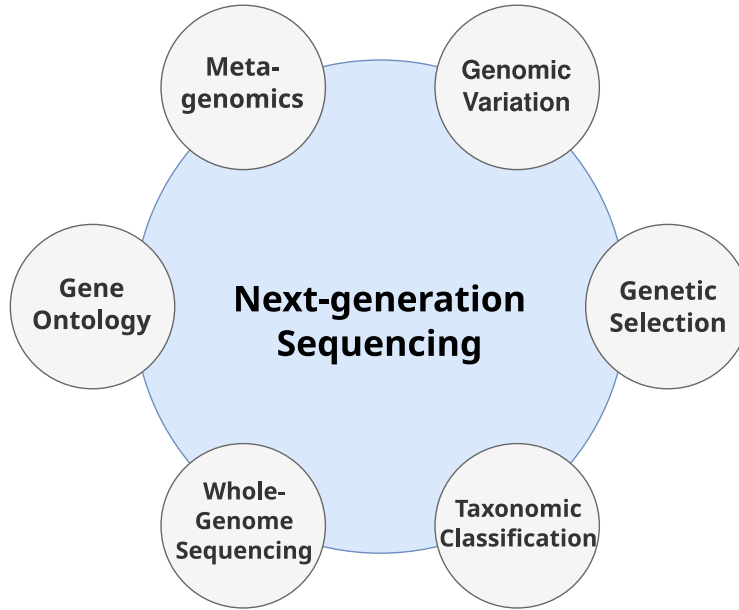 Meta-
genomics
Genomic
Variation
Gene
Ontology
Next-generation
Sequencing
Genetic
Selection
Whole-
Genome
Sequencing
Taxonomic
Classification